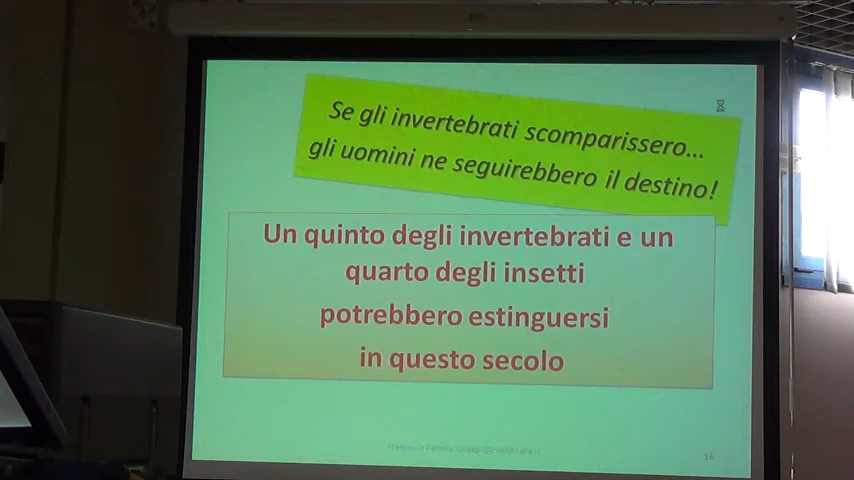 Se gli invertebrati scomparissero...
gli uomini ne seguirebbero il destino!
Un quinto degli invertebrati e un
quarto degli insetti
potrebbero estinguersi
in questo secolo
Francesco
16